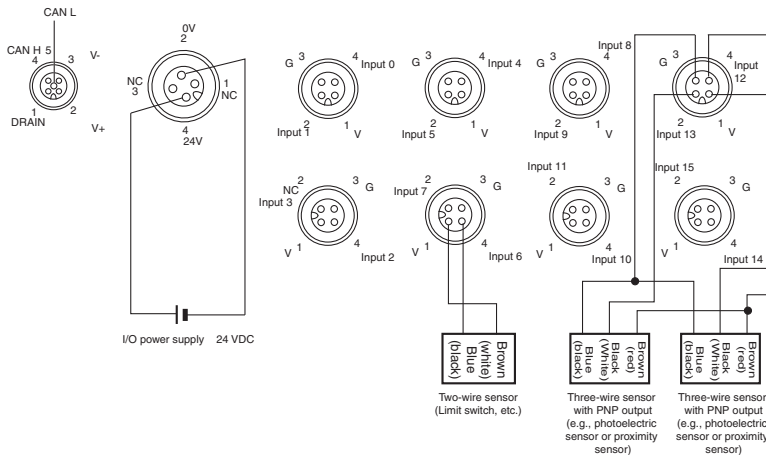 CAN L
CAN H 5
4
3
V-
1
2
DRAIN
V+
0V
2
NC
3
1
NC
4
24V
I/O power supply 24 VDC
G 3
4
Input 0
2
Input 1
1
V
G 3
4
Input 4
2
Input 5
1
V
Input 8
G 3
4
2
Input 9
1
V
G 3
4
Input
12
2
Input 13
1
V
NC
2
Input 3
3
G
V 1
4
Input 2
Input 7
2
3
G
V 1
4
Input 6
Input 11
2
3
G
V 1
4
Input 10
Input 15
2
3
G
V 1
4
Input 14
Blue
(black)
Brown
(white)
Two-wire sensor
(Limit switch, etc.)
Blue
(black)
Black
(White)
Brown
(red)
Three-wire sensor
with PNP output
(e.g., photoelectric
sensor or proximity
sensor)
Blue
(black)
Black
(White)
Brown
(red)
Three-wire sensor
with PNP output
(e.g., photoelectric
sensor or proximity
sensor)